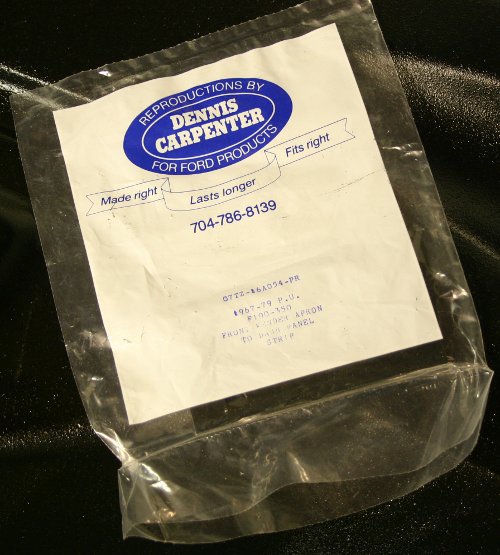 REPRODUCTIONS BY
DENNIS
CARPENTER
FOR FORD PRODUCTS
Made right
Lasts longer
Fits right
704-786-8139
1967-79 P.U.
F100-350
FRONT FENDER APRON
TO DASH PANEL
STRIP